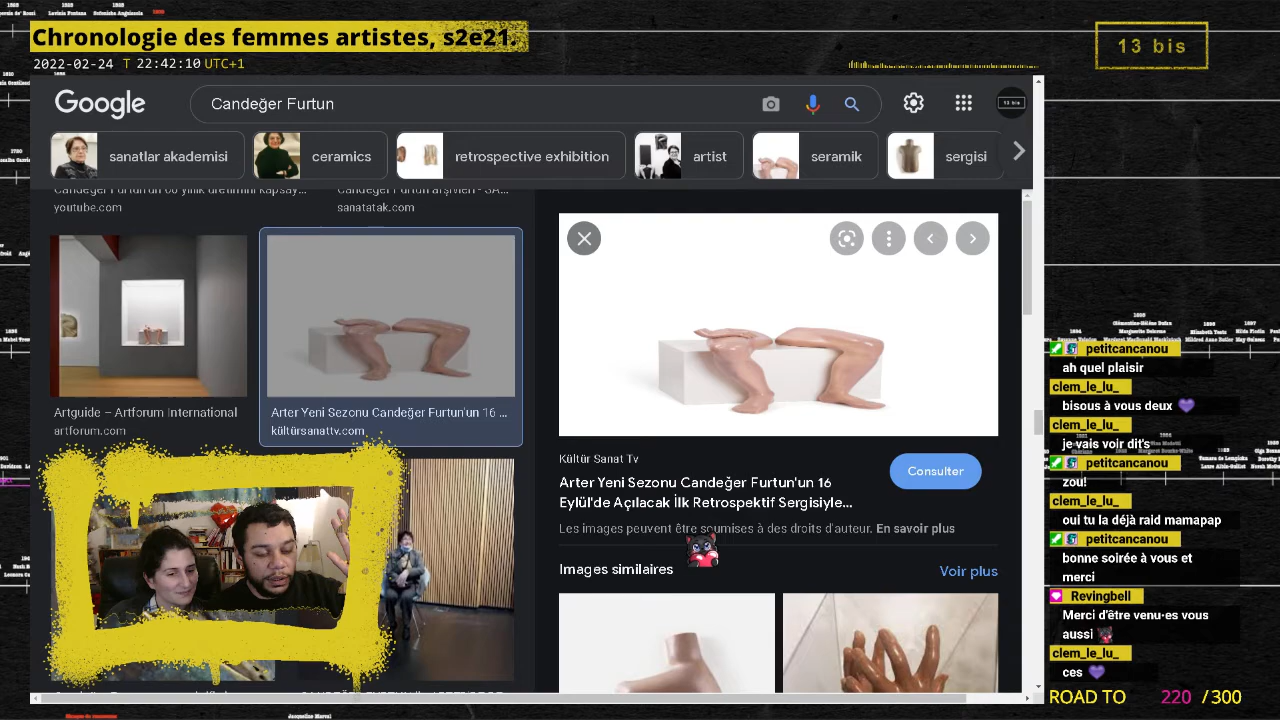 Chronologie des femmes artistes, s2e21.
2022-02-24 T 22:42:10 UTC+1
13 bis
Google
Candeğer Furtun
13 bis
sanatlar akademisi
ceramics
retrospective exhibition
artist
seramik
sergisi
youtube.com
sanatatak.com
Artguide – Artforum International
artforum.com
Arter Yeni Sezonu Candeğer Furtun'un 16 ...
kültürsanattv.com
Kültür Sanat Tv
Arter Yeni Sezonu Candeğer Furtun'un 16
Eylül'de Açılacak İlk Retrospektif Sergisiyle...
Consulter
Les images peuvent être soumises à des droits d'auteur. En savoir plus
Images similaires
Voir plus
petitcancanou
ah quel plaisir
clem_le_lu_
bisous à vous deux
clem_le_lu_
je vais voir dit's
petitcancanou
zou!
clem_le_lu_
oui tu la déjà raid mamapap
petitcancanou
bonne soirée à vous et
merci
Revingbell
Merci d'être venu·es vous
aussi
clem_le_lu_
ces
ROAD TO 220 / 300
Jacqueline Marval